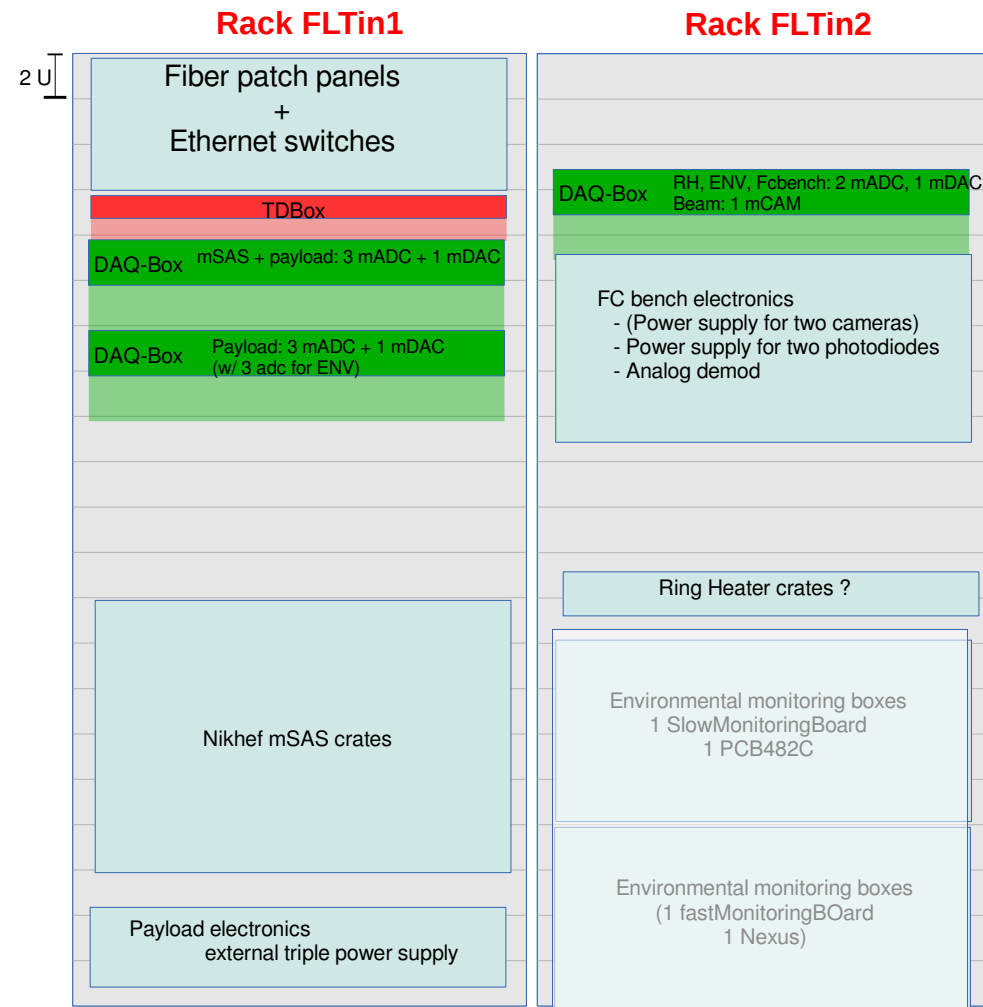 Rack FLTin1
2 U
Fiber patch panels
+
Ethernet switches
TDBox
DAQ-Box mSAS + payload: 3 mADC + 1 mDAC
DAQ-Box Payload: 3 mADC + 1 mDAC
(w/ 3 adc for ENV)
Nikhef mSAS crates
Payload electronics
external triple power supply
Rack FLTin2
DAQ-Box RH, ENV, Fcbench: 2 mADC, 1 mDAC
Beam: 1 mCAM
FC bench electronics
- (Power supply for two cameras)
- Power supply for two photodiodes
- Analog demod
Ring Heater crates ?
Environmental monitoring boxes
1 SlowMonitoringBoard
1 PCB482C
Environmental monitoring boxes
(1 fastMonitoringBOard
1 Nexus)